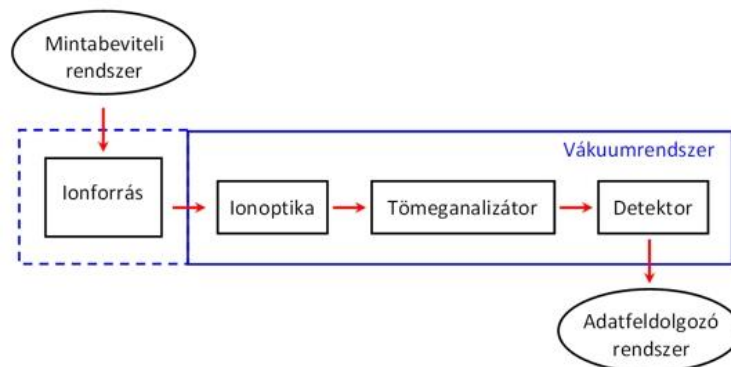 Mintabeviteli
rendszer
Vákuumrendszer
Ionforrás
Ionoptika
Tömeganalizátor
Detektor
Adatfeldolgozó
rendszer